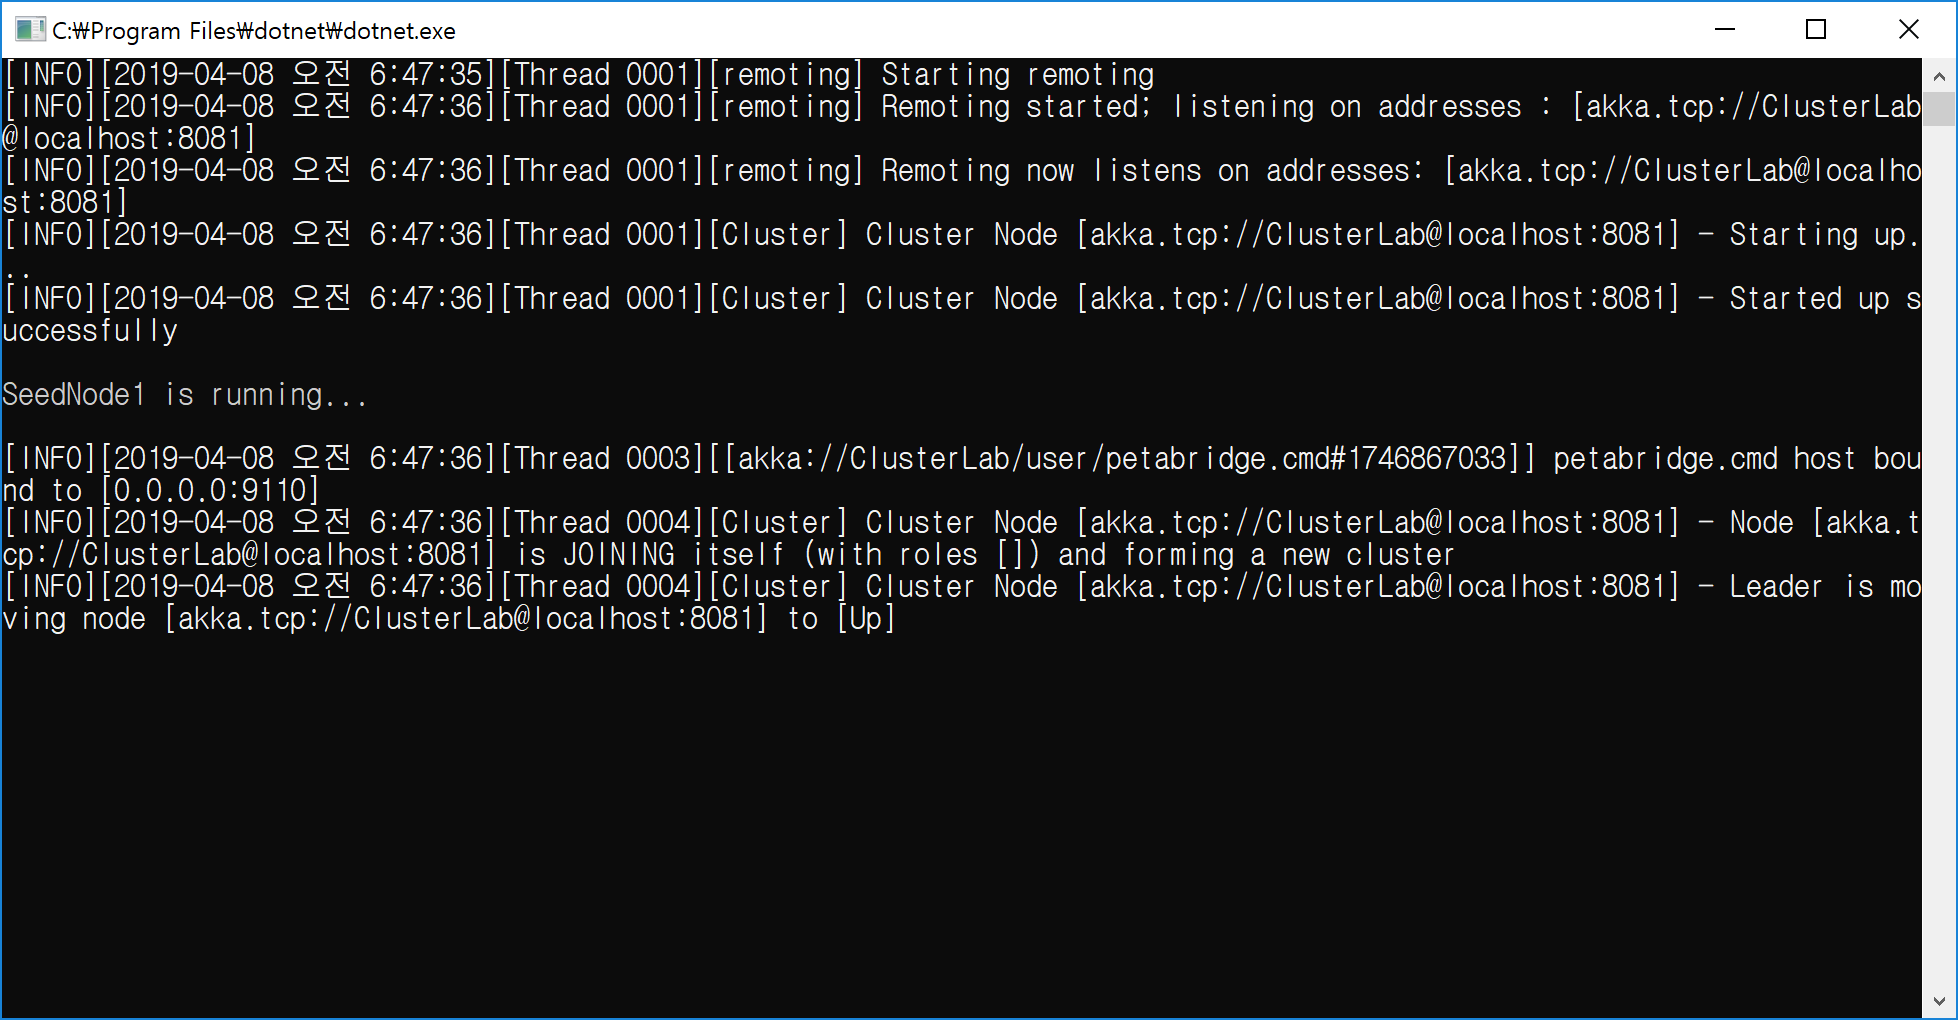 C:₩Program Files₩dotnet₩dotnet.exe
[INFO][2019-04-08 오전 6:47:35][Thread 0001][remoting] Starting remoting
[INFO][2019-04-08 오전 6:47:36][Thread 0001][remoting] Remoting started; listening on addresses : [akka.tcp://ClusterLab
@localhost:8081]
[INFO][2019-04-08 오전 6:47:36][Thread 0001][remoting] Remoting now listens on addresses: [akka.tcp://ClusterLab@localho
st:8081]
[INFO][2019-04-08 오전 6:47:36][Thread 0001][Cluster] Cluster Node [akka.tcp://ClusterLab@localhost:8081] - Starting up.
..
[INFO][2019-04-08 오전 6:47:36][Thread 0001][Cluster] Cluster Node [akka.tcp://ClusterLab@localhost:8081] - Started up s
uccessfully
SeedNode1 is running...
[INFO][2019-04-08 오전 6:47:36][Thread 0003][[akka://ClusterLab/user/petabridge.cmd#1746867033]] petabridge.cmd host bou
nd to [0.0.0.0:9110]
[INFO][2019-04-08 오전 6:47:36][Thread 0004][Cluster] Cluster Node [akka.tcp://ClusterLab@localhost:8081] - Node [akka.t
cp://ClusterLab@localhost:8081] is JOINING itself (with roles []) and forming a new cluster
[INFO][2019-04-08 오전 6:47:36][Thread 0004][Cluster] Cluster Node [akka.tcp://ClusterLab@localhost:8081] - Leader is mo
ving node [akka.tcp://ClusterLab@localhost:8081] to [Up]